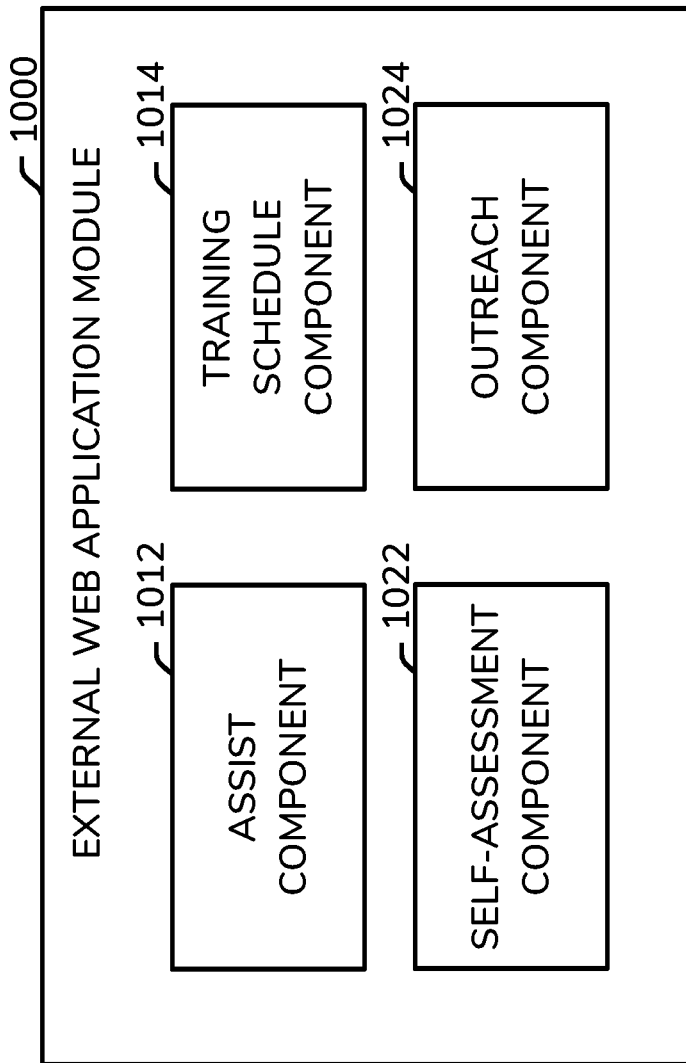 1000
EXTERNAL WEB APPLICATION MODULE
1012
ASSIST
COMPONENT
1014
TRAINING
SCHEDULE
COMPONENT
1022
SELF-ASSESSMENT
COMPONENT
1024
OUTREACH
COMPONENT